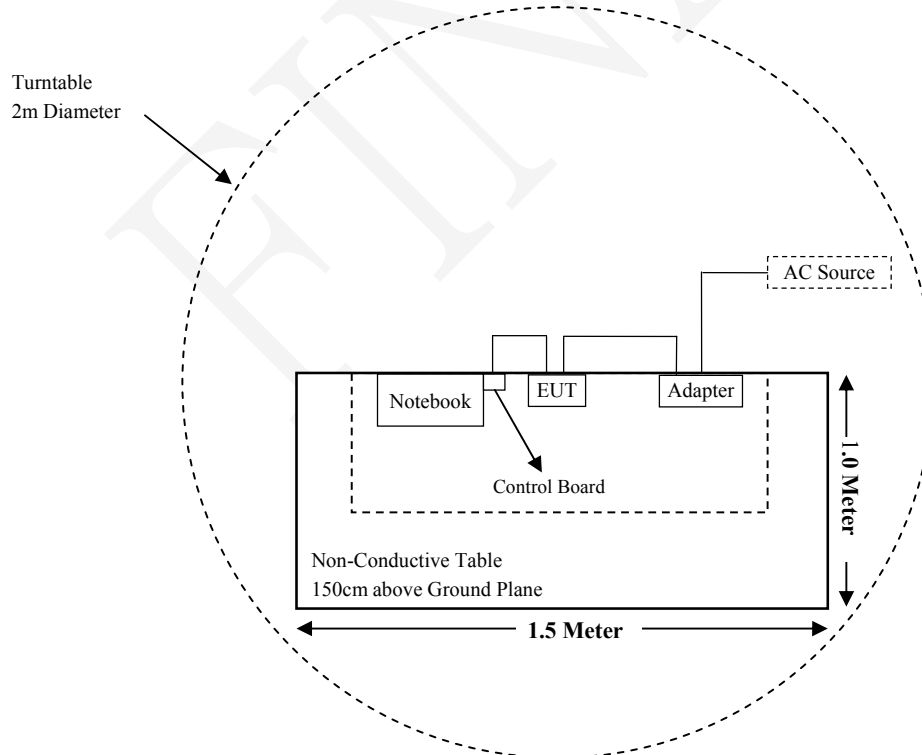 Turntable
2m Diameter
AC Source
Notebook
EUT
Adapter
Control Board
1.0 Meter
Non-Conductive Table
150cm above Ground Plane
1.5 Meter